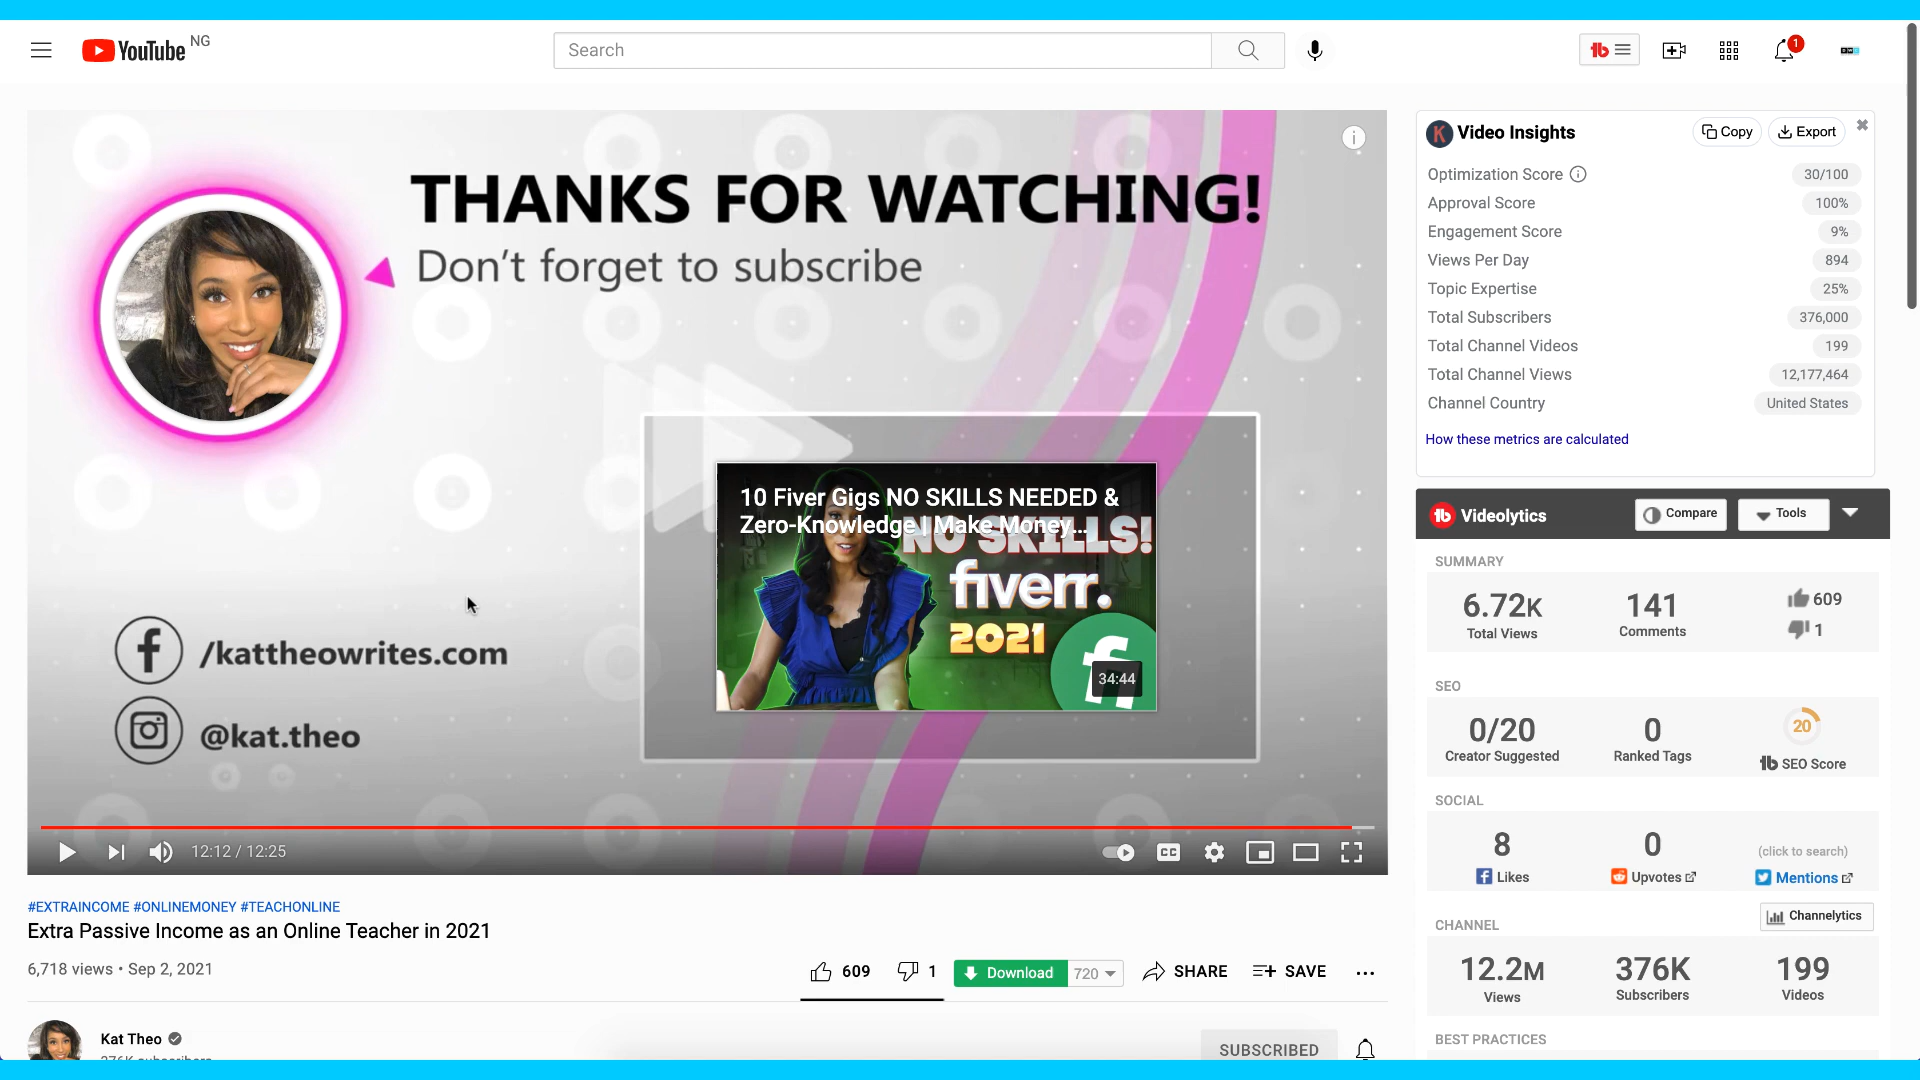 YouTube NG
Search
1
THANKS FOR WATCHING!
Don't forget to subscribe
10 Fiver Gigs NO SKILLS NEEDED &
Zero-Knowledge | Make Money...
NO SKILLS!
fiverr.
2021
fi
34:44
/kattheowrites.com
@kat.theo
12:12 / 12:25
CC
#EXTRAINCOME #ONLINEMONEY #TEACHONLINE
Extra Passive Income as an Online Teacher in 2021
6,718 views • Sep 2, 2021
609
1
Download
720
SHARE
SAVE
Kat Theo
376K subscribers
SUBSCRIBED
K Video Insights
Copy
Export
Optimization Score 30/100
Approval Score 100%
Engagement Score 9%
Views Per Day 894
Topic Expertise 25%
Total Subscribers 376,000
Total Channel Videos 199
Total Channel Views 12,177,464
Channel Country United States
How these metrics are calculated
Videolytics
Compare
Tools
SUMMARY
6.72K
Total Views
141
Comments
609
1
SEO
0/20
Creator Suggested
0
Ranked Tags
20
SEO Score
SOCIAL
8
Likes
0
Upvotes
(click to search)
Mentions
CHANNEL
Channelytics
12.2M
Views
376K
Subscribers
199
Videos
BEST PRACTICES